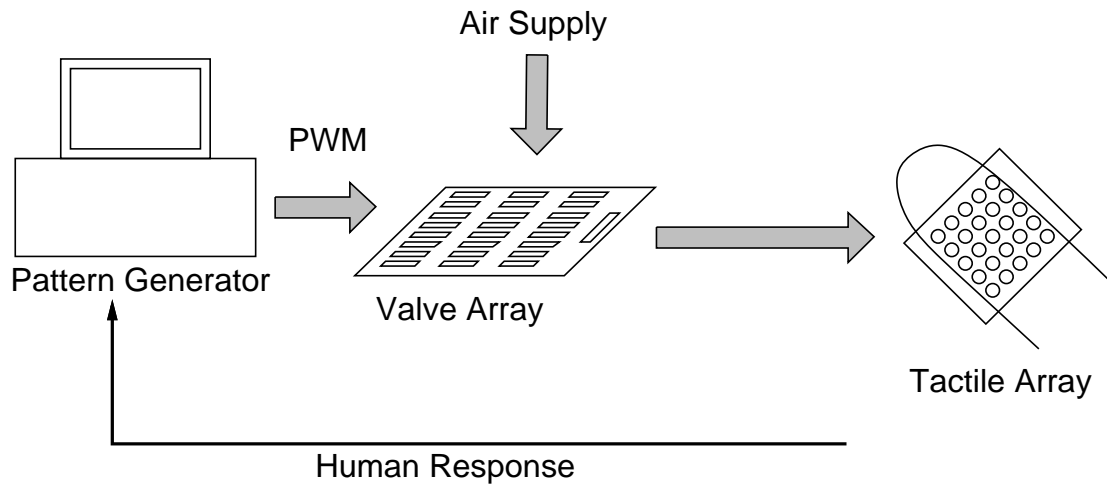 Air Supply
PWM
Pattern Generator
Valve Array
Tactile Array
Human Response